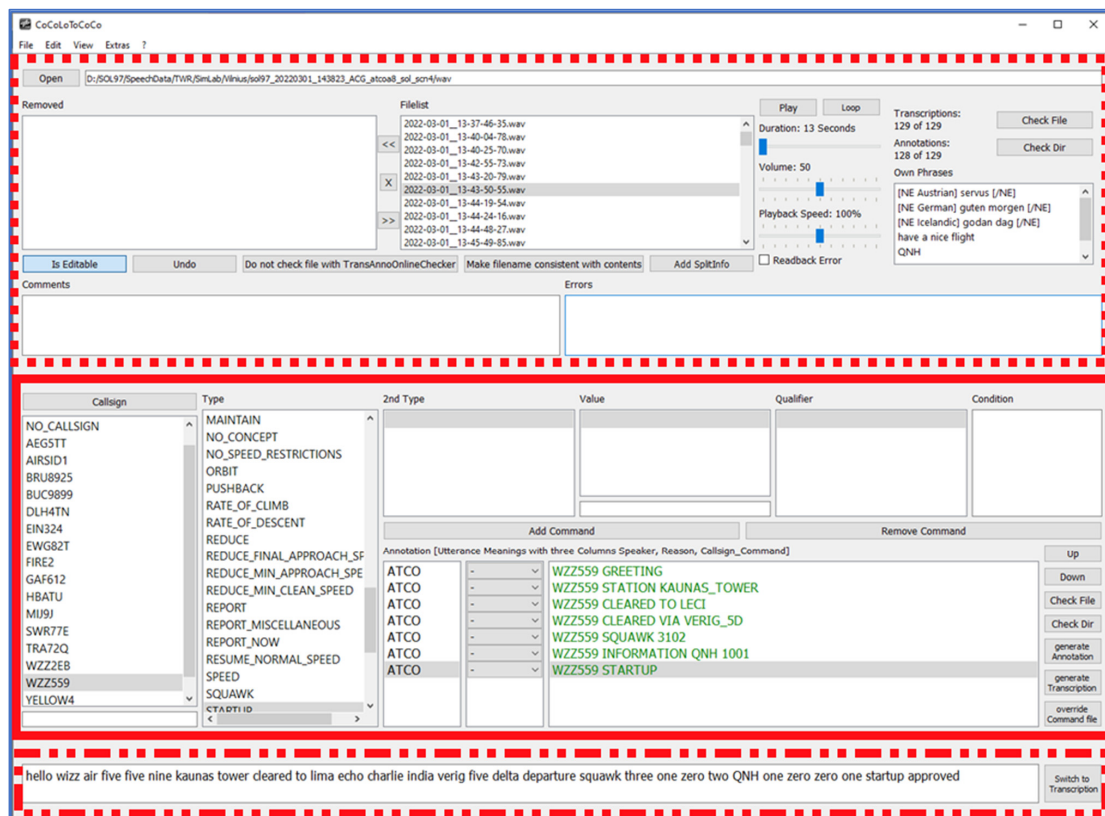 CoCoLoToCoCo
File Edit View Extras ?
Open D:/SOL97/SpeechData/TWR/SimLab/Vilnius/sol97_20220301_143823_ACG_atcoa8_sol_scn4/wav
Removed
<<
X
>>
Filelist
2022-03-01__13-37-46-35.wav
2022-03-01__13-40-04-78.wav
2022-03-01__13-40-25-70.wav
2022-03-01__13-42-55-73.wav
2022-03-01__13-43-20-79.wav
2022-03-01__13-43-50-55.wav
2022-03-01__13-44-19-54.wav
2022-03-01__13-44-24-16.wav
2022-03-01__13-44-48-27.wav
2022-03-01__13-45-49-85.wav
Play Loop
Duration: 13 Seconds
Volume: 50
Playback Speed: 100%
Readback Error
Transcriptions:
129 of 129
Annotations:
128 of 129
Check File
Check Dir
Own Phrases
[NE Austrian] servus [/NE]
[NE German] guten morgen [/NE]
[NE Icelandic] godan dag [/NE]
have a nice flight
QNH
Is Editable Undo Do not check file with TransAnnoOnlineChecker Make filename consistent with contents Add SplitInfo
Comments
Errors
Callsign
NO_CALLSIGN
AEG5TT
AIRSID1
BRU8925
BUC9899
DLH4TN
EIN324
EWG82T
FIRE2
GAF612
HBATU
MIJ9J
SWR77E
TRA72Q
WZZ2EB
WZZ559
YELLOW4
Type
MAINTAIN
NO_CONCEPT
NO_SPEED_RESTRICTIONS
ORBIT
PUSHBACK
RATE_OF_CLIMB
RATE_OF_DESCENT
REDUCE
REDUCE_FINAL_APPROACH_SP
REDUCE_MIN_APPROACH_SPE
REDUCE_MIN_CLEAN_SPEED
REPORT
REPORT_MISCELLANEOUS
REPORT_NOW
RESUME_NORMAL_SPEED
SPEED
SQUAWK
STARTUP
2nd Type Value Qualifier Condition
Add Command Remove Command
Annotation [Utterance Meanings with three Columns Speaker, Reason, Callsign_Command]
ATCO - WZZ559 GREETING
ATCO - WZZ559 STATION KAUNAS_TOWER
ATCO - WZZ559 CLEARED TO LECI
ATCO - WZZ559 CLEARED VIA VERIG_5D
ATCO - WZZ559 SQUAWK 3102
ATCO - WZZ559 INFORMATION QNH 1001
ATCO - WZZ559 STARTUP
Up
Down
Check File
Check Dir
generate
Annotation
generate
Transcription
override
Command file
hello wizz air five five nine kaunas tower cleared to lima echo charlie india verig five delta departure squawk three one zero two QNH one zero zero one startup approved
Switch to
Transcription